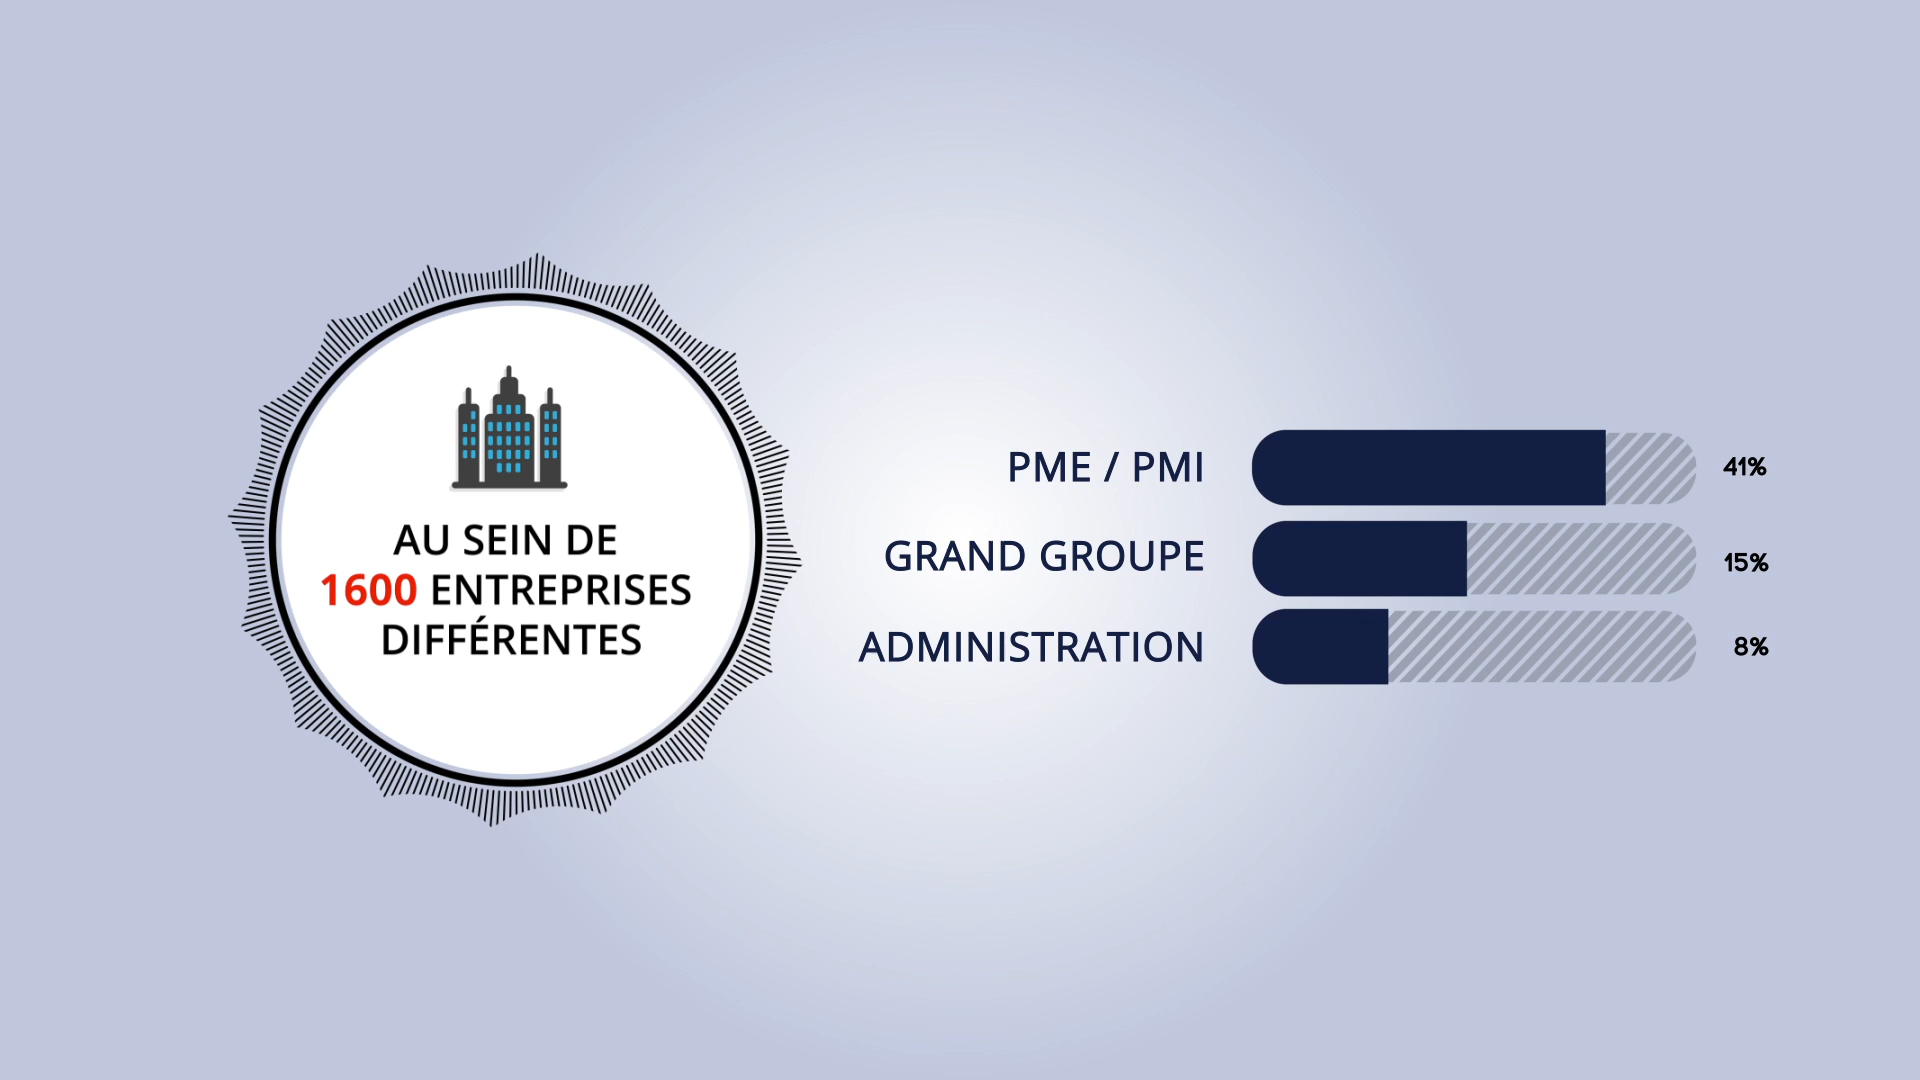 AU SEIN DE
1600 ENTREPRISES
DIFFÉRENTES
PME / PMI 41%
GRAND GROUPE 15%
ADMINISTRATION 8%